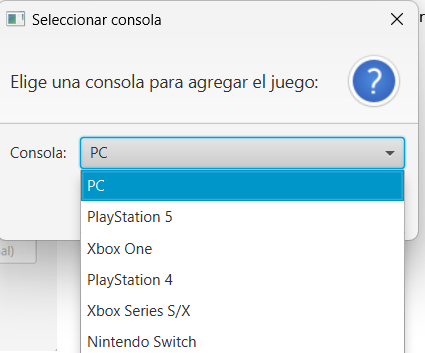 Seleccionar consola
Elige una consola para agregar el juego:
?
Consola: PC
PC
PlayStation 5
Xbox One
PlayStation 4
Xbox Series S/X
Nintendo Switch
al)